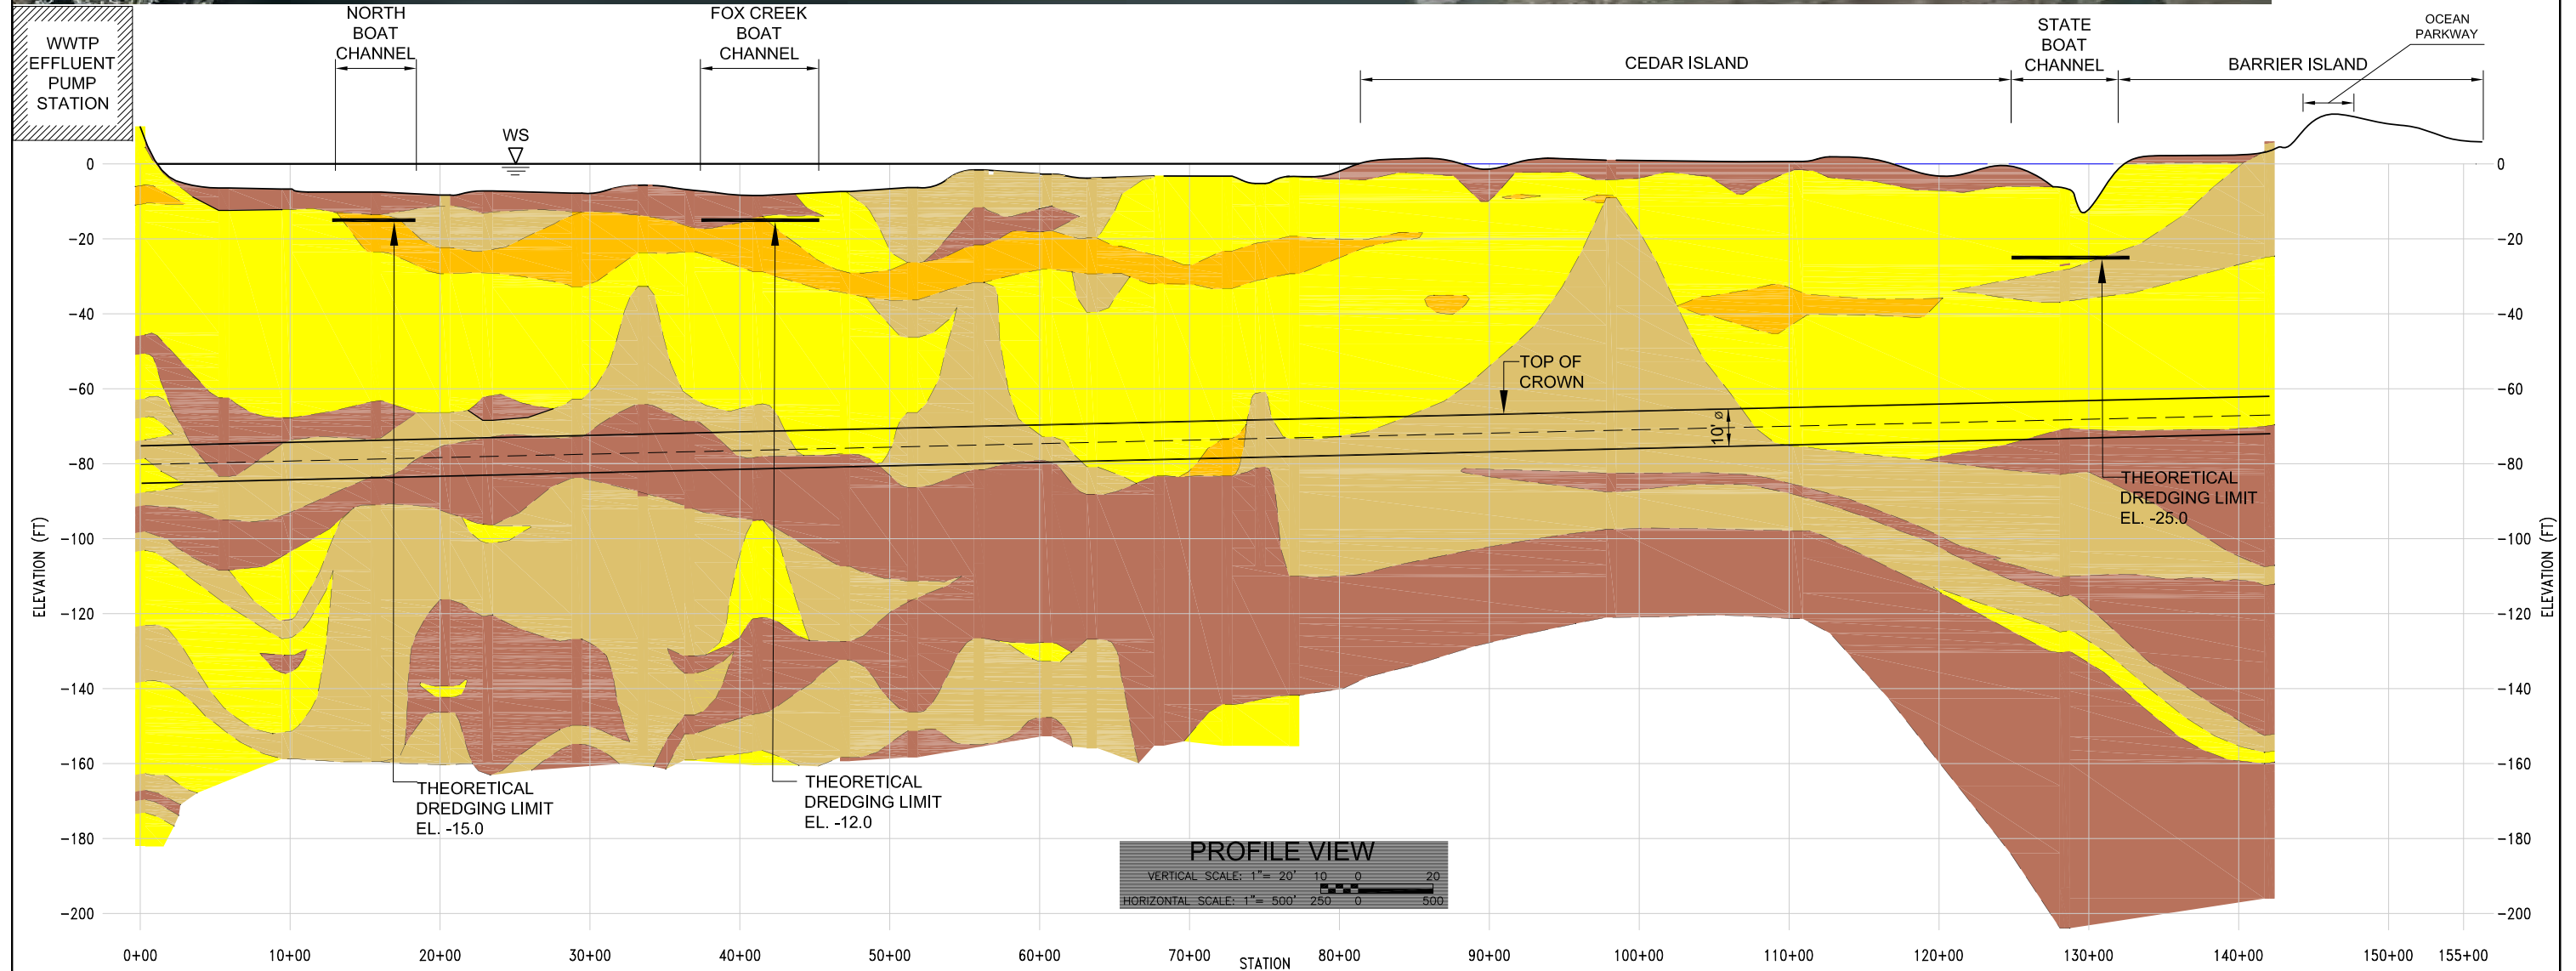 WWTP
EFFLUENT
PUMP
STATION
NORTH
BOAT
CHANNEL
FOX CREEK
BOAT
CHANNEL
WS
CEDAR ISLAND
STATE
BOAT
CHANNEL
BARRIER ISLAND
OCEAN
PARKWAY
0
-20
-40
-60
-80
-100
-120
-140
-160
-180
-200
ELEVATION (FT)
TOP OF
CROWN
10' ø
THEORETICAL
DREDGING LIMIT
EL. -15.0
THEORETICAL
DREDGING LIMIT
EL. -12.0
THEORETICAL
DREDGING LIMIT
EL. -25.0
0
-20
-40
-60
-80
-100
-120
-140
-160
-180
-200
ELEVATION (FT)
PROFILE VIEW
VERTICAL SCALE: 1"= 20' 10 0 20
HORIZONTAL SCALE: 1"= 500' 250 0 500
0+00 10+00 20+00 30+00 40+00 50+00 60+00 70+00 80+00 90+00 100+00 110+00 120+00 130+00 140+00 150+00 155+00
STATION